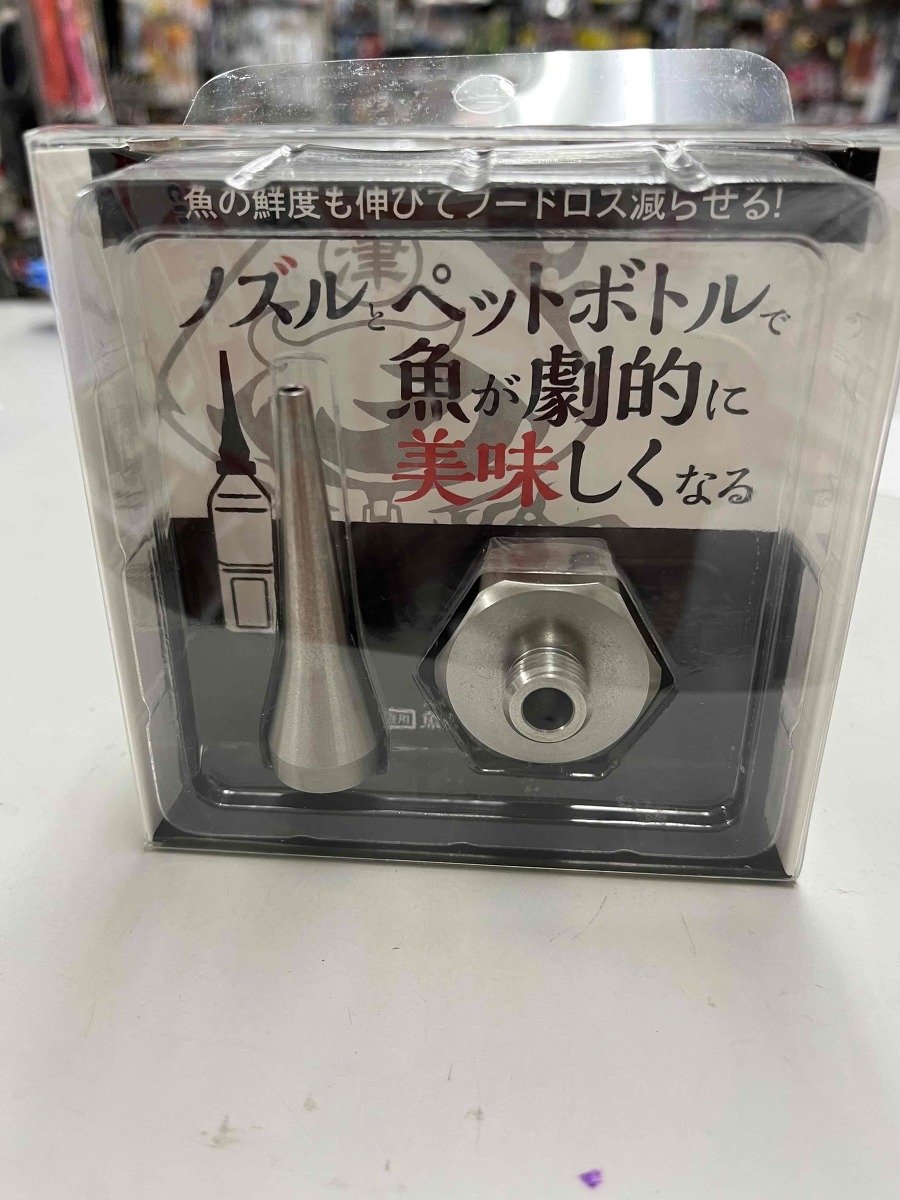 魚の鮮度も伸びてフードロス減らせる!
津
ノズルとペットボトルで
魚が劇的に
美味しくなる